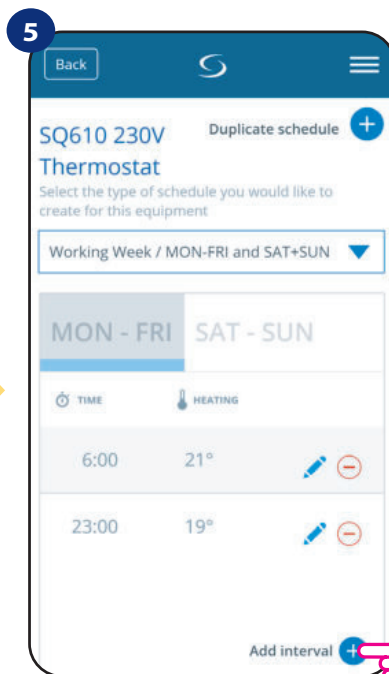 5
Back
SQ610 230V
Thermostat
Duplicate schedule
Select the type of schedule you would like to
create for this equipment
Working Week / MON-FRI and SAT+SUN
MON - FRI SAT - SUN
TIME HEATING
6:00 21°
23:00 19°
Add interval